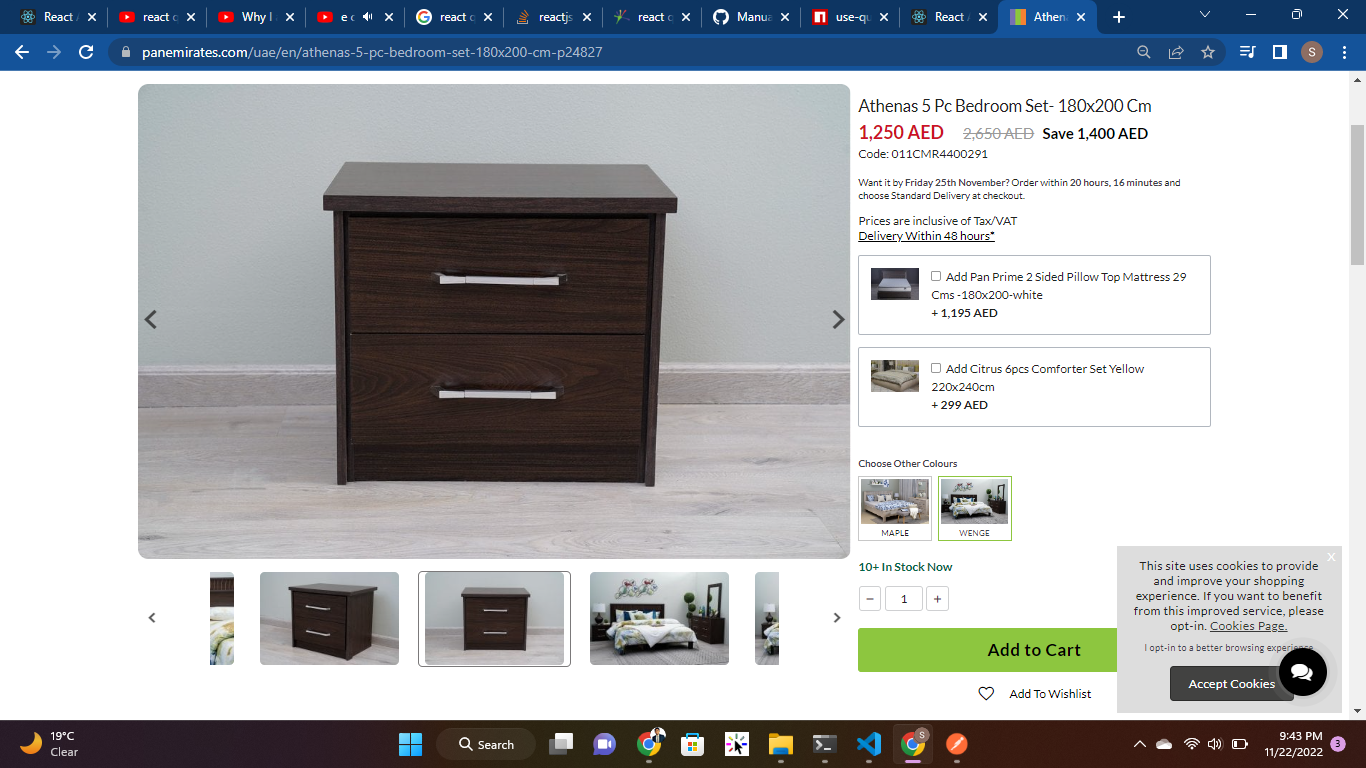 React A
react q
Why I
e c
react q
reactjs
react q
Manua
use-qu
React A
Athena
panemirates.com/uae/en/athenas-5-pc-bedroom-set-180x200-cm-p24827
S
Athenas 5 Pc Bedroom Set- 180x200 Cm
1,250 AED 2,650 AED Save 1,400 AED
Code: 011CMR4400291
Want it by Friday 25th November? Order within 20 hours, 16 minutes and
choose Standard Delivery at checkout.
Prices are inclusive of Tax/VAT
Delivery Within 48 hours*
Add Pan Prime 2 Sided Pillow Top Mattress 29
Cms -180x200-white
+ 1,195 AED
Add Citrus 6pcs Comforter Set Yellow
220x240cm
+ 299 AED
Choose Other Colours
MAPLE WENGE
10+ In Stock Now
− 1 +
Add to Cart
Add To Wishlist
X
This site uses cookies to provide
and improve your shopping
experience. If you want to benefit
from this improved service, please
opt-in. Cookies Page.
I opt-in to a better browsing experience
Accept Cookies
19°C
Clear
Search
S
9:43 PM
11/22/2022
3